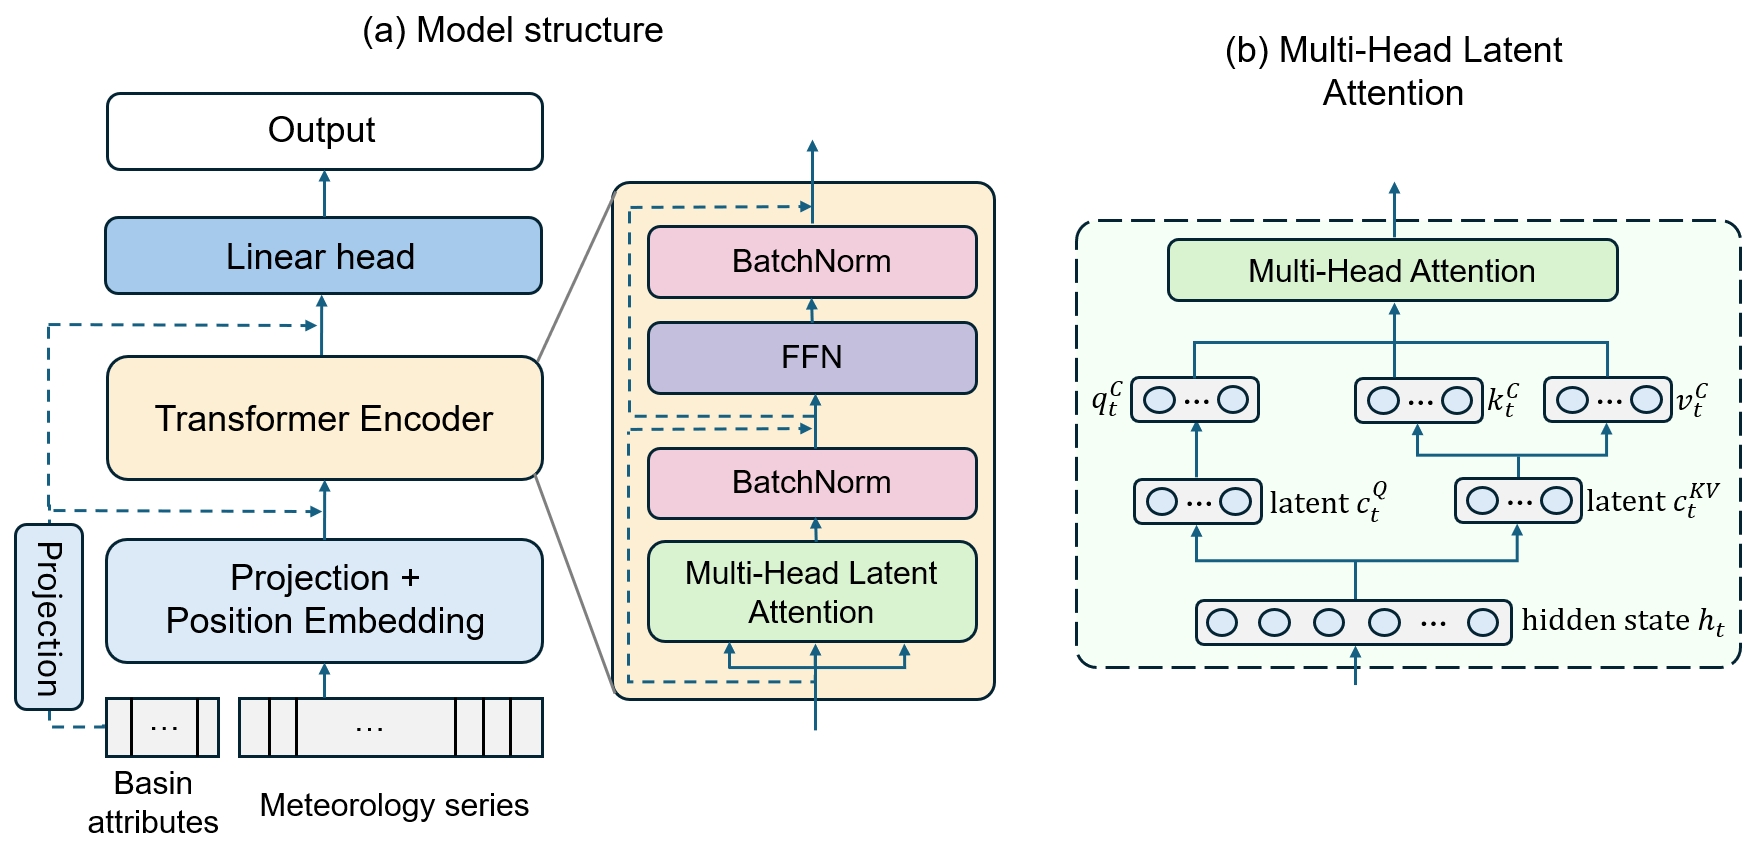 (a) Model structure
Output
Linear head
Transformer Encoder
Projection +
Position Embedding
Projection
...
...
Basin
attributes
Meteorology series
BatchNorm
FFN
BatchNorm
Multi-Head Latent
Attention
(b) Multi-Head Latent
Attention
Multi-Head Attention
q_t^C
...
...
k_t^C
...
v_t^C
...
latent c_t^Q
...
latent c_t^{KV}
...
hidden state h_t